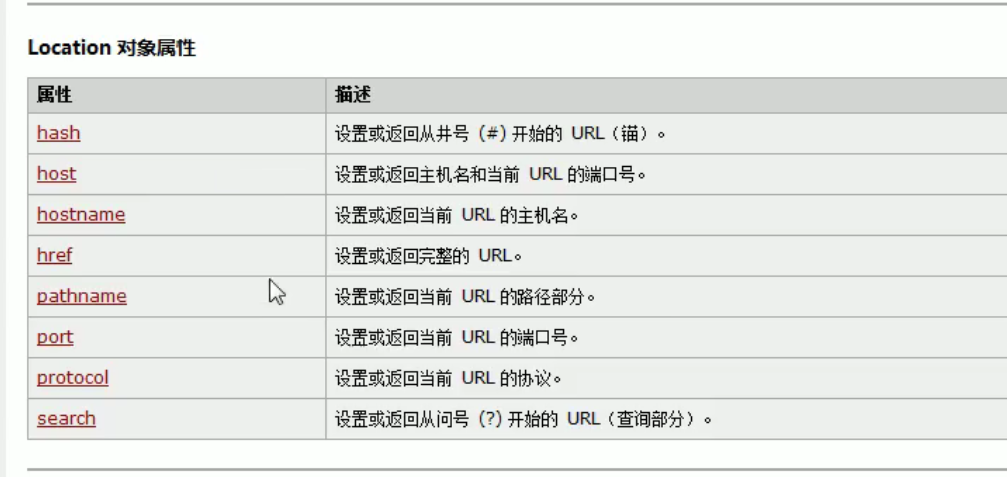 Location 对象属性
属性 描述
hash 设置或返回从井号 (#) 开始的 URL（锚）。
host 设置或返回主机名和当前 URL 的端口号。
hostname 设置或返回当前 URL 的主机名。
href 设置或返回完整的 URL。
pathname 设置或返回当前 URL 的路径部分。
port 设置或返回当前 URL 的端口号。
protocol 设置或返回当前 URL 的协议。
search 设置或返回从问号 (?) 开始的 URL（查询部分）。